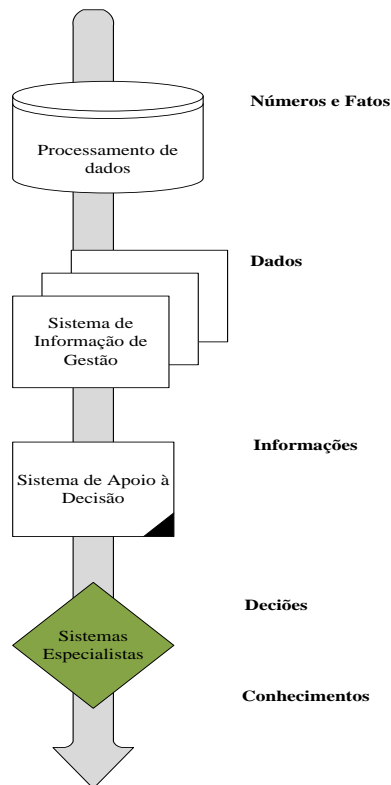 Números e Fatos
Processamento de
dados
Dados
Sistema de
Informação de
Gestão
Informações
Sistema de Apoio à
Decisão
Deciões
Sistemas
Especialistas
Conhecimentos